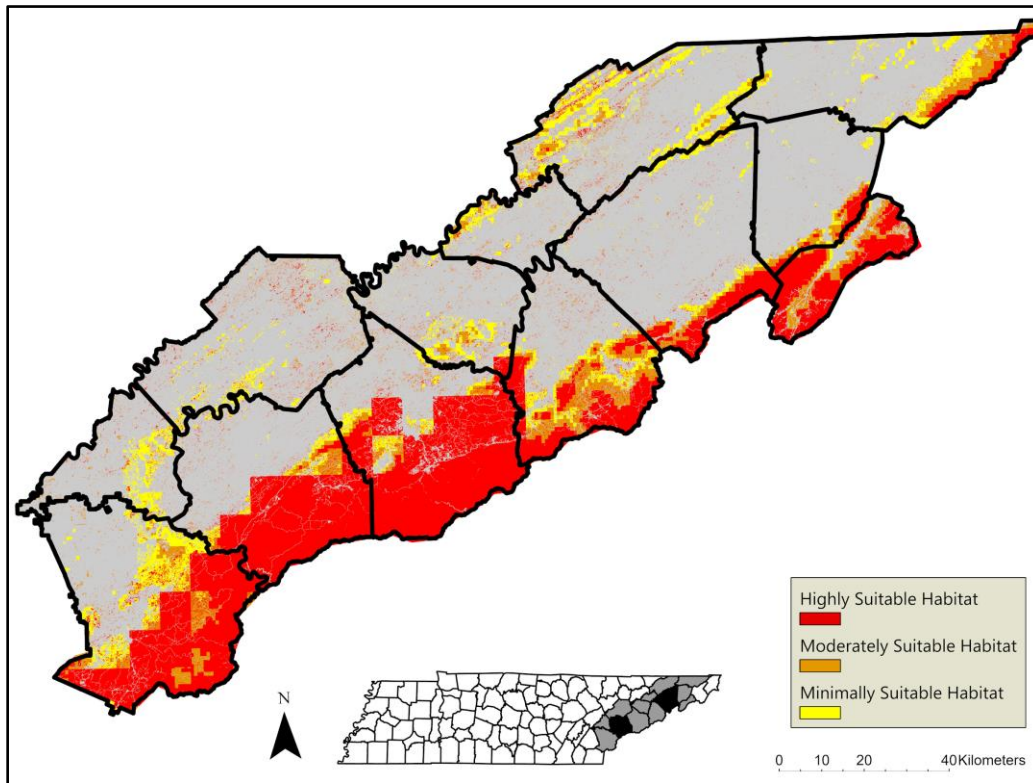 Highly Suitable Habitat
Moderately Suitable Habitat
Minimally Suitable Habitat
N
0 10 20 40Kilometers